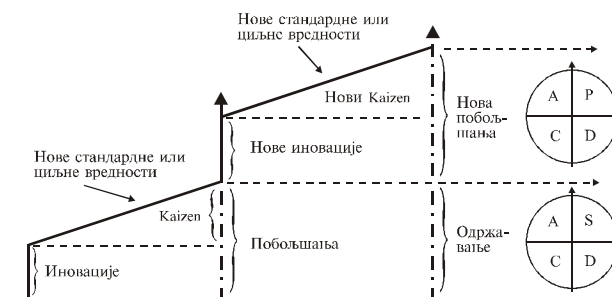 Нове стандардне или
циљне вредности
Нови Kaizen
Нова
побољ-
шања
A P
C D
Нове иновације
Нове стандардне или
циљне вредности
Kaizen
Побољшања
Одржа-
вање
A S
C D
Иновације